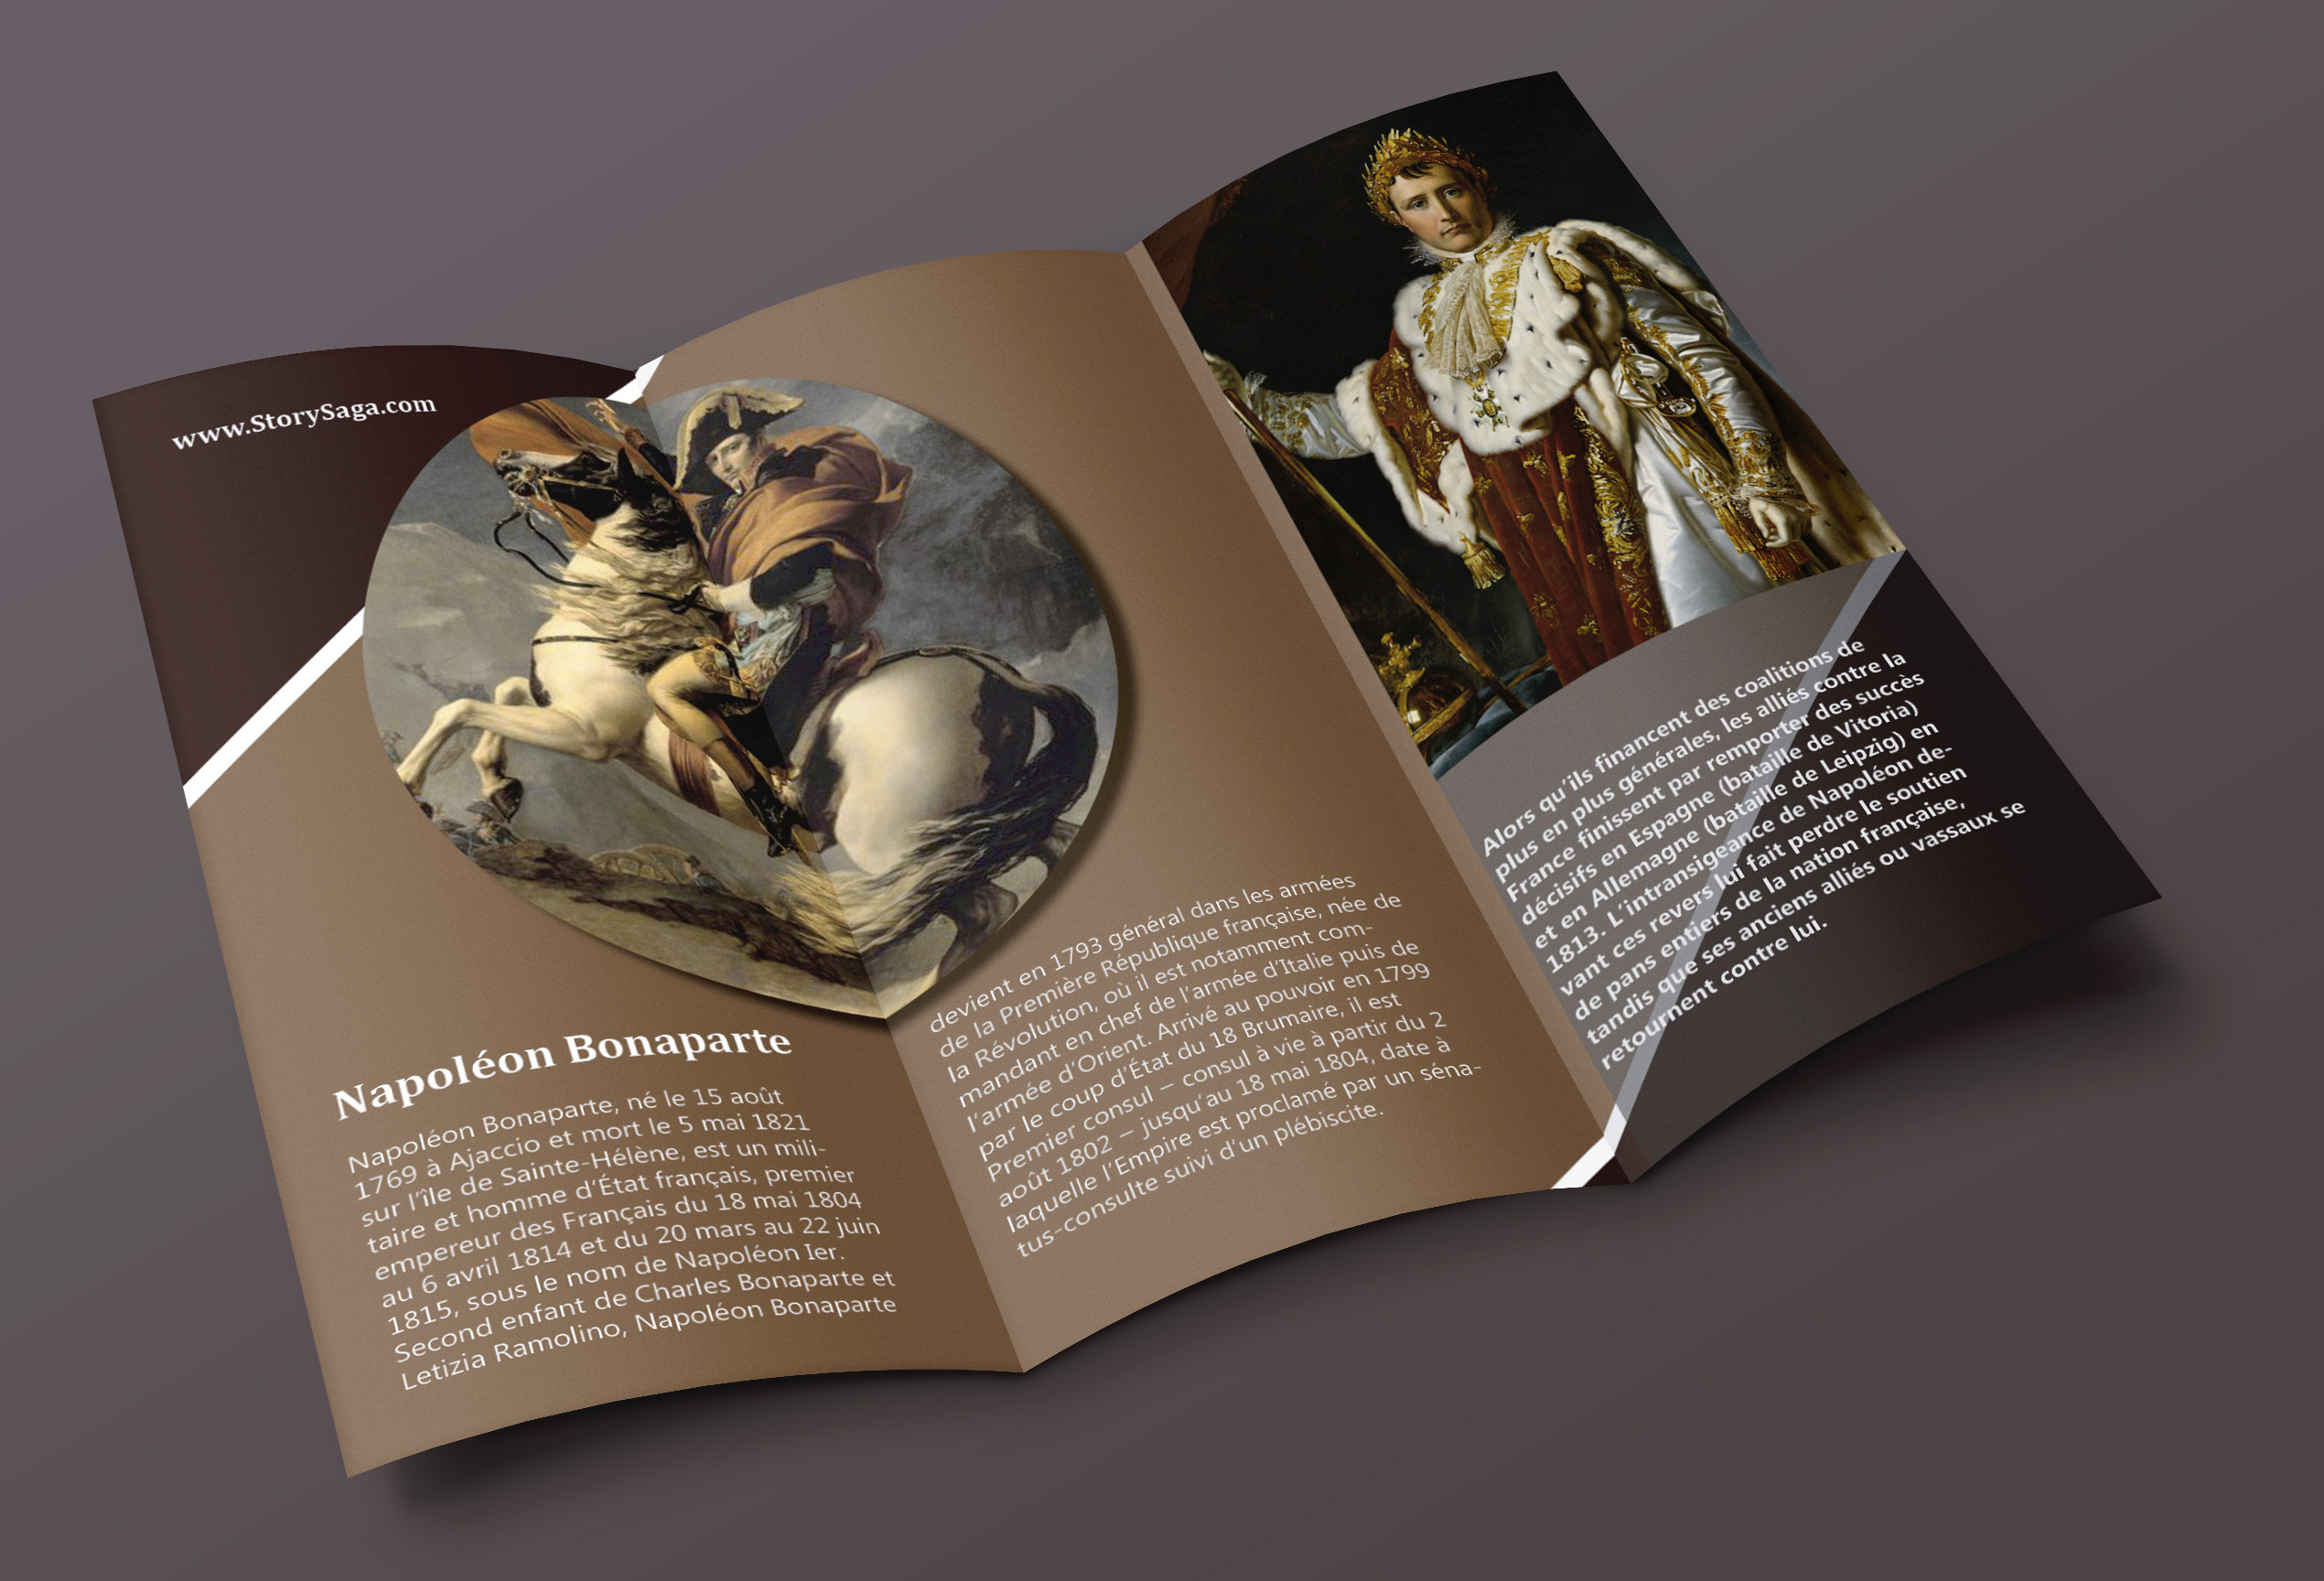 www.StorySaga.com
Napoléon Bonaparte
Napoléon Bonaparte, né le 15 août
1769 à Ajaccio et mort le 5 mai 1821
sur l'île de Sainte-Hélène, est un mili-
taire et homme d'État français, premier
empereur des Français du 18 mai 1804
au 6 avril 1814 et du 20 mars au 22 juin
1815, sous le nom de Napoléon Ier.
Second enfant de Charles Bonaparte et
Letizia Ramolino, Napoléon Bonaparte
devient en 1793 général dans les armées
de la Première République française, née de
la Révolution, où il est notamment com-
mandant en chef de l'armée d'Italie puis de
l'armée d'Orient. Arrivé au pouvoir en 1799
par le coup d'État du 18 Brumaire, il est
Premier consul – consul à vie à partir du 2
août 1802 – jusqu'au 18 mai 1804, date à
laquelle l'Empire est proclamé par un séna-
tus-consulte suivi d'un plébiscite.
Alors qu'ils financent des coalitions de
plus en plus générales, les alliés contre la
France finissent par remporter des succès
décisifs en Espagne (bataille de Vitoria)
et en Allemagne (bataille de Leipzig) en
1813. L'intransigeance de Napoléon de-
vant ces revers lui fait perdre le soutien
de pans entiers de la nation française,
tandis que ses anciens alliés ou vassaux se
retournent contre lui.